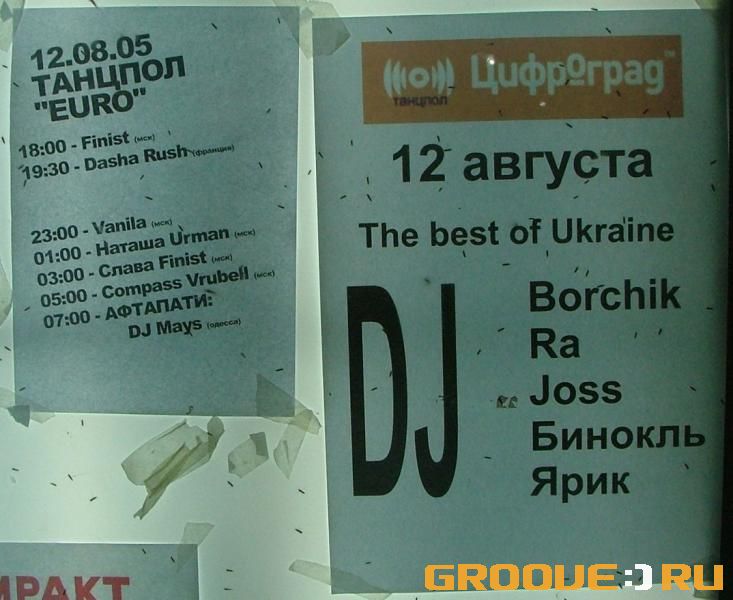 12.08.05
ТАНЦПОЛ
"EURO"
18:00 - Finist (мск)
19:30 - Dasha Rush (франция)
23:00 - Vanila (мск)
01:00 - Наташа Urman (мск)
03:00 - Слава Finist (мск)
05:00 - Compass Vrubell (мск)
07:00 - АФТАПАТИ:
DJ Mays (одесса)
танцпол
Цифроград
12 августа
The best of Ukraine
DJ
Borchik
Ra
Joss
Бинокль
Ярик
GROOVE:)RU